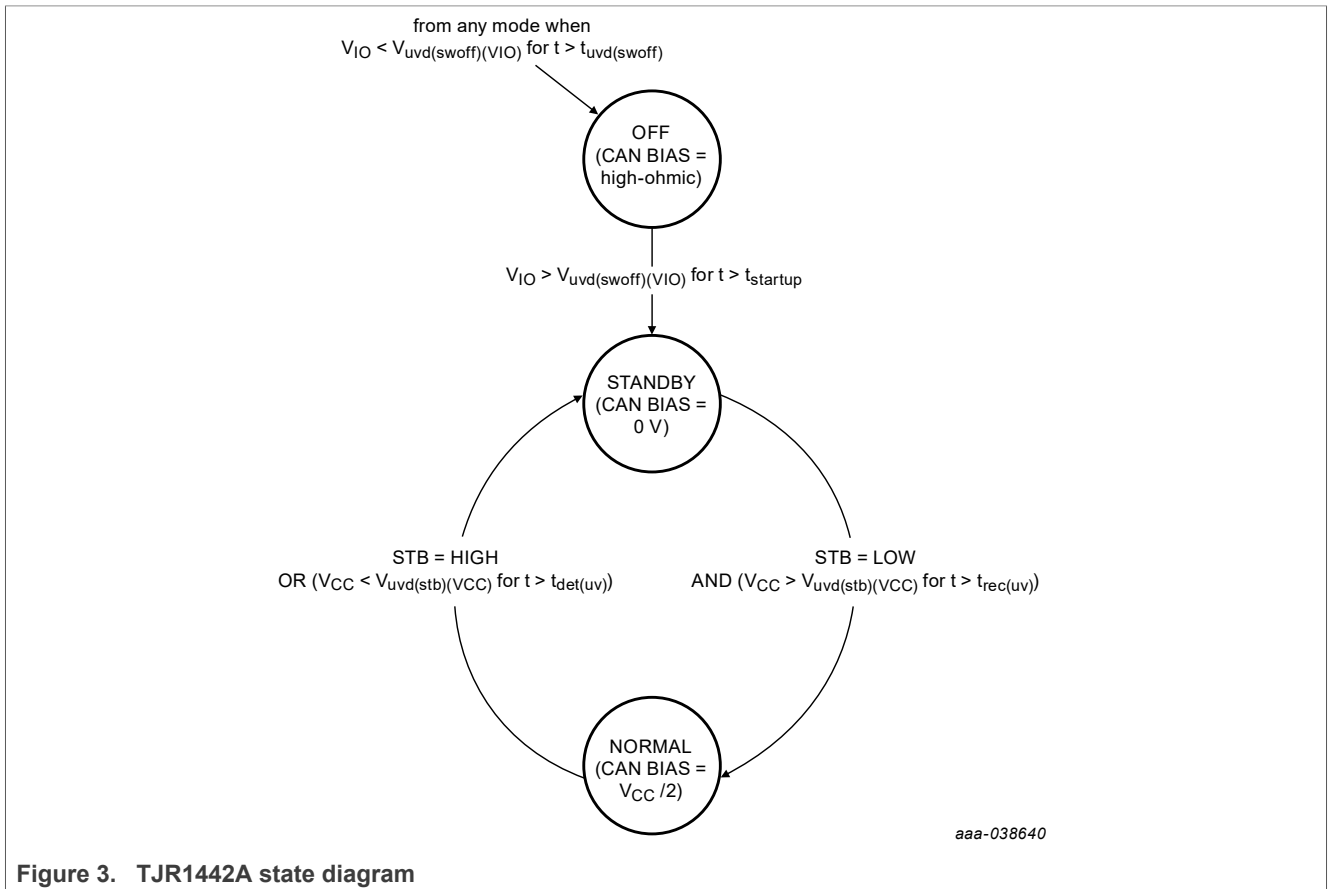 from any mode when
VIO < Vuvd(swoff)(VIO) for t > tuvd(swoff)
OFF
(CAN BIAS =
high-ohmic)
VIO > Vuvd(swoff)(VIO) for t > tstartup
STANDBY
(CAN BIAS =
0 V)
STB = HIGH
OR (VCC < Vuvd(stb)(VCC) for t > tdet(uv))
STB = LOW
AND (VCC > Vuvd(stb)(VCC) for t > trec(uv))
NORMAL
(CAN BIAS =
VCC /2)
aaa-038640
Figure 3. TJR1442A state diagram